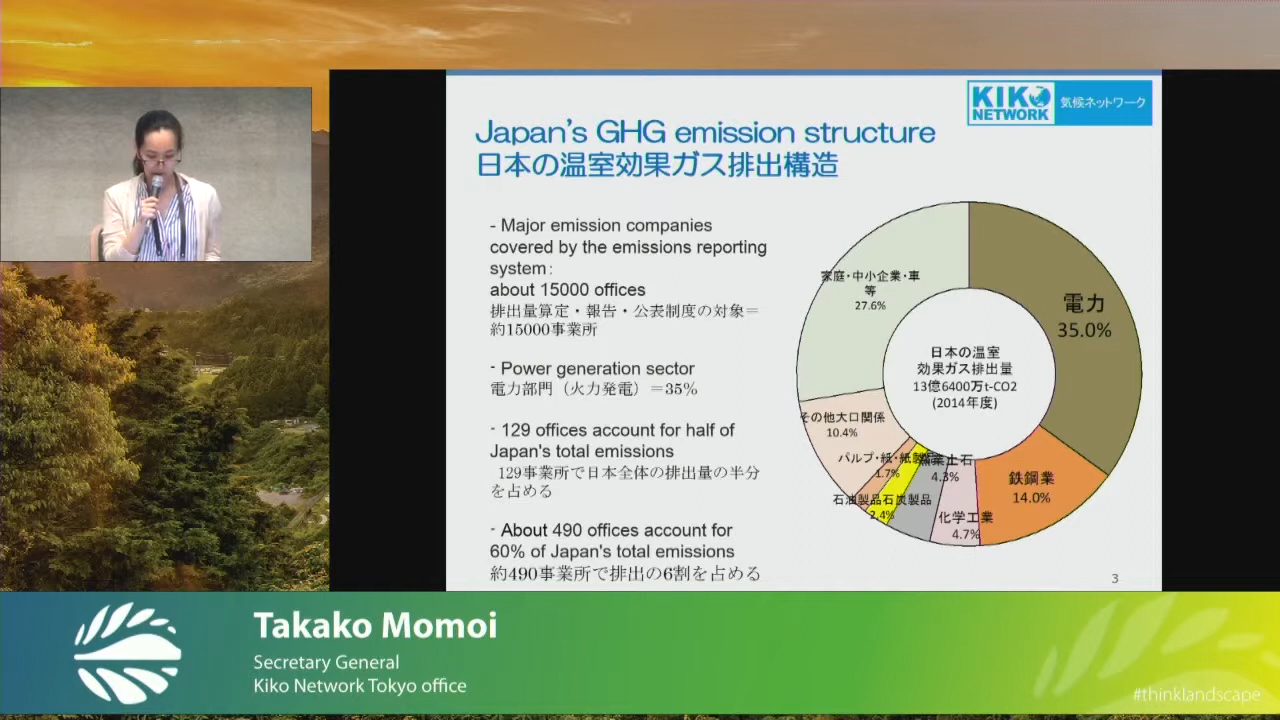 KIKO
NETWORK
気候ネットワーク
Japan's GHG emission structure
日本の温室効果ガス排出構造
- Major emission companies
covered by the emissions reporting
system:
about 15000 offices
排出量算定・報告・公表制度の対象＝
約15000事業所
- Power generation sector
電力部門（火力発電）＝35%
- 129 offices account for half of
Japan's total emissions
129事業所で日本全体の排出量の半分
を占める
- About 490 offices account for
60% of Japan's total emissions
約490事業所で排出の6割を占める
家庭・中小企業・車
等
27.6%
電力
35.0%
日本の温室
効果ガス排出量
13億6400万t-CO2
(2014年度)
その他大口関係
10.4%
パルプ・紙・紙製
1.7%
業土石
4.3%
鉄鋼業
14.0%
石油製品石炭製品
2.4%
化学工業
4.7%
3
Takako Momoi
Secretary General
Kiko Network Tokyo office
#thinklandscape